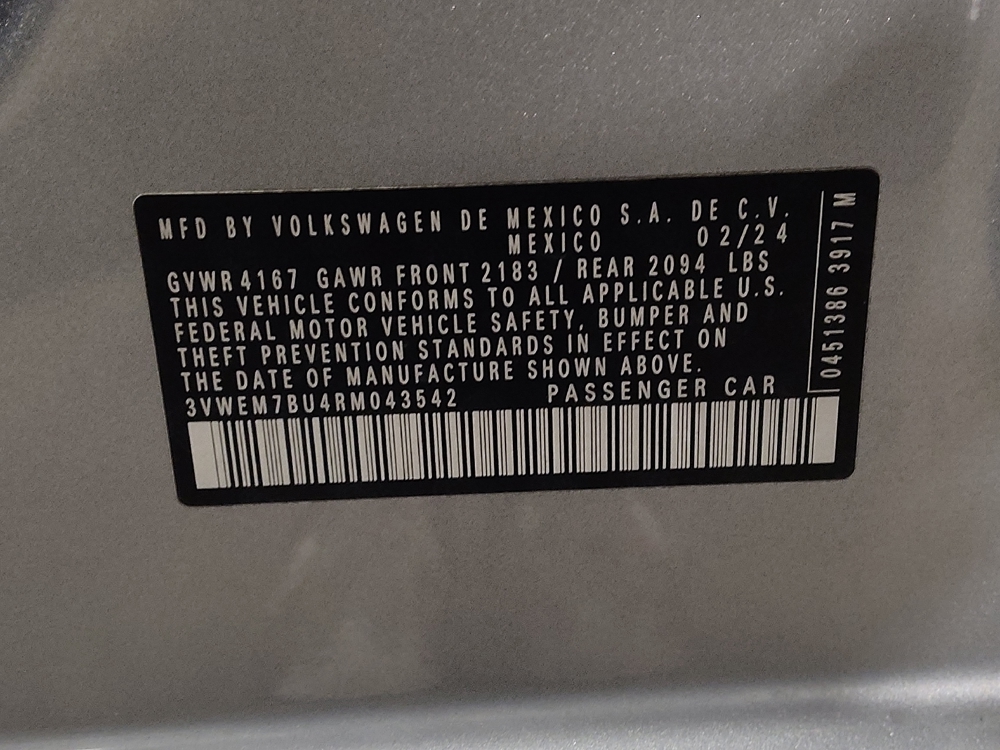 MFD BY VOLKSWAGEN DE MEXICO S.A. DE C.V.
MEXICO 02/24
GVWR 4167 GAWR FRONT 2183 / REAR 2094 LBS
THIS VEHICLE CONFORMS TO ALL APPLICABLE U.S.
FEDERAL MOTOR VEHICLE SAFETY, BUMPER AND
THEFT PREVENTION STANDARDS IN EFFECT ON
THE DATE OF MANUFACTURE SHOWN ABOVE.
3VWEM7BU4RM043542 PASSENGER CAR
0451386 3917 M